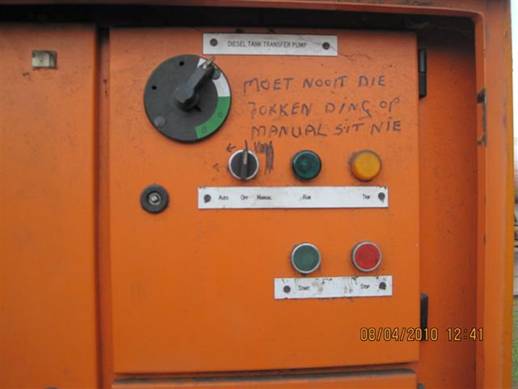 DIESEL TANK TRANSFER PUMP
MOET NOOIT DIE
FOKKEN DING OP
MANUAL SIT NIE
Auto Off Manual Run Trip
Start Stop
08/04/2010 12:41